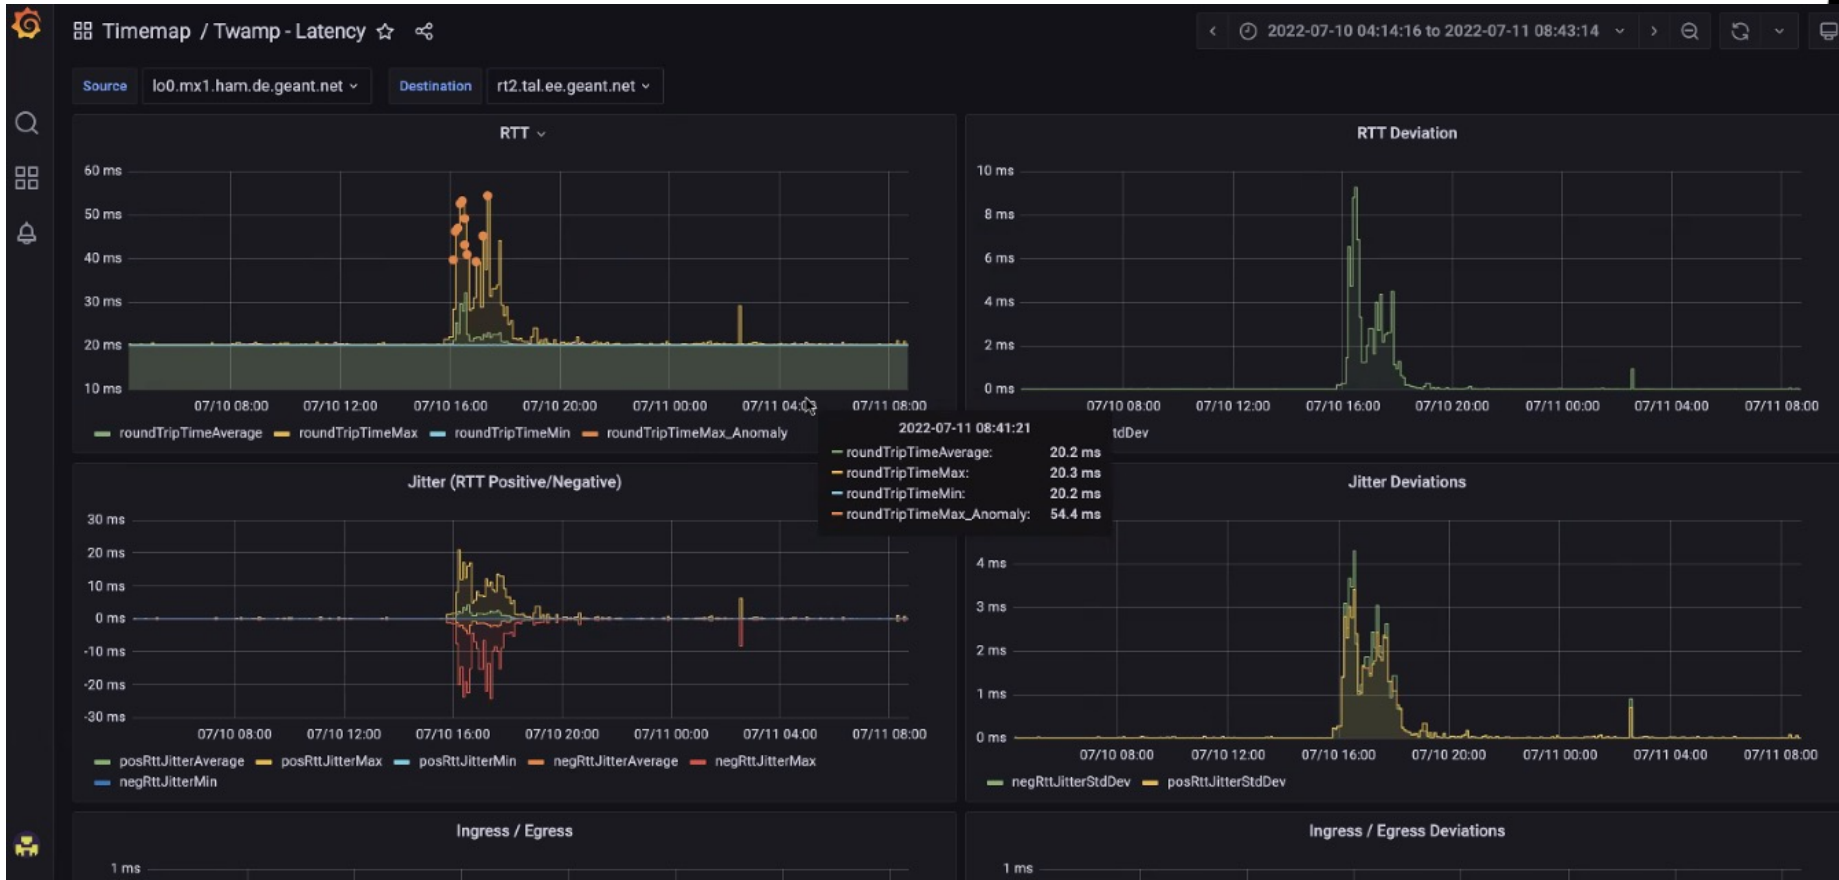 Timemap / Twamp - Latency
2022-07-10 04:14:16 to 2022-07-11 08:43:14
Source lo0.mx1.ham.de.geant.net Destination rt2.tal.ee.geant.net
RTT
60 ms
50 ms
40 ms
30 ms
20 ms
10 ms
07/10 08:00 07/10 12:00 07/10 16:00 07/10 20:00 07/11 00:00 07/11 04:00 07/11 08:00
roundTripTimeAverage roundTripTimeMax roundTripTimeMin roundTripTimeMax_Anomaly
RTT Deviation
10 ms
8 ms
6 ms
4 ms
2 ms
0 ms
07/10 08:00 07/10 12:00 07/10 16:00 07/10 20:00 07/11 00:00 07/11 04:00 07/11 08:00
tdDev
2022-07-11 08:41:21
roundTripTimeAverage: 20.2 ms
roundTripTimeMax: 20.3 ms
roundTripTimeMin: 20.2 ms
roundTripTimeMax_Anomaly: 54.4 ms
Jitter (RTT Positive/Negative)
30 ms
20 ms
10 ms
0 ms
-10 ms
-20 ms
-30 ms
07/10 08:00 07/10 12:00 07/10 16:00 07/10 20:00 07/11 00:00 07/11 04:00 07/11 08:00
posRttJitterAverage posRttJitterMax posRttJitterMin negRttJitterAverage negRttJitterMax
negRttJitterMin
Jitter Deviations
4 ms
3 ms
2 ms
1 ms
0 ms
07/10 08:00 07/10 12:00 07/10 16:00 07/10 20:00 07/11 00:00 07/11 04:00 07/11 08:00
negRttJitterStdDev posRttJitterStdDev
Ingress / Egress
1 ms
Ingress / Egress Deviations
1 ms